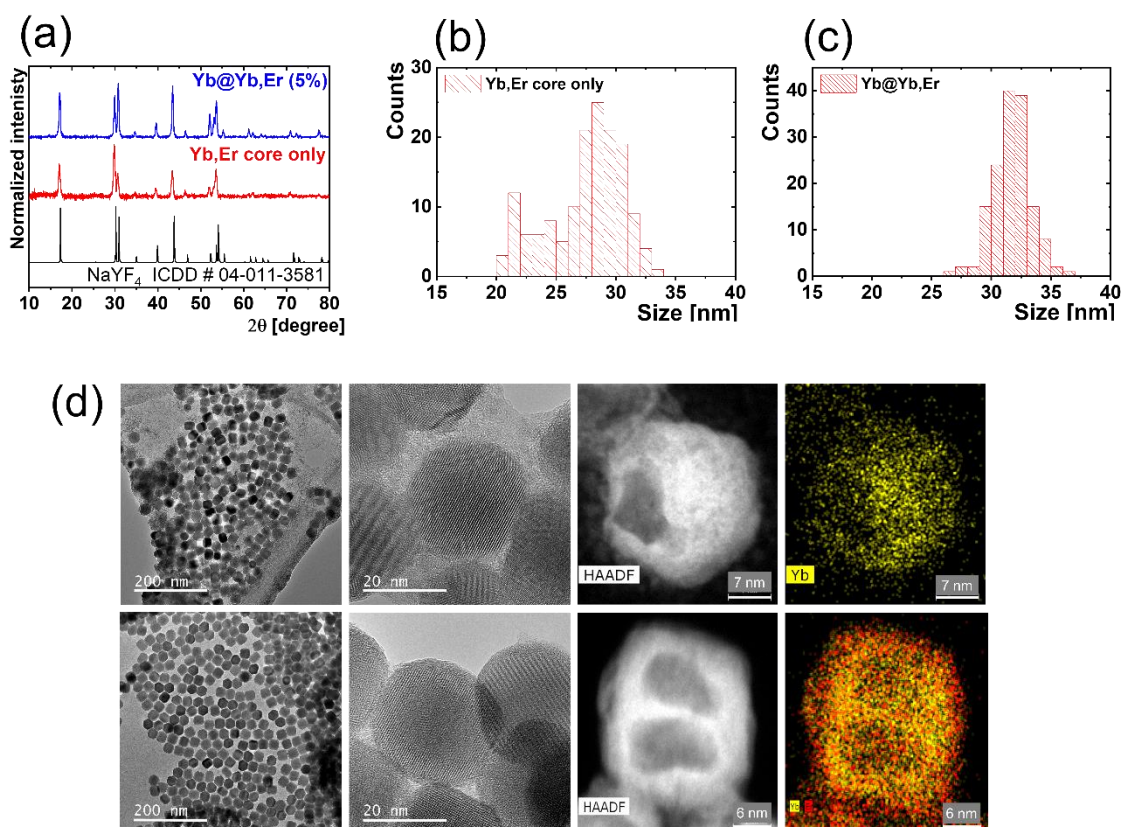 (a)
Normalized intenisty
Yb@Yb,Er (5%)
Yb,Er core only
NaYF4 ICDD # 04-011-3581
10 20 30 40 50 60 70 80
2θ [degree]
(b)
Counts
30
20
10
0
Yb,Er core only
15 20 25 30 35 40
Size [nm]
(c)
Counts
40
30
20
10
0
Yb@Yb,Er
15 20 25 30 35 40
Size [nm]
(d)
200 nm
20 nm
HAADF
7 nm
Yb
7 nm
200 nm
20 nm
HAADF
6 nm
Yb
6 nm